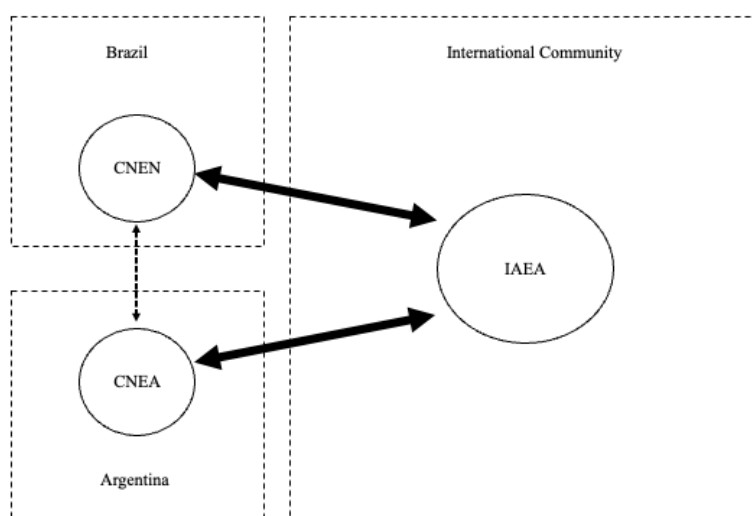 Brazil
International Community
CNEN
IAEA
CNEA
Argentina